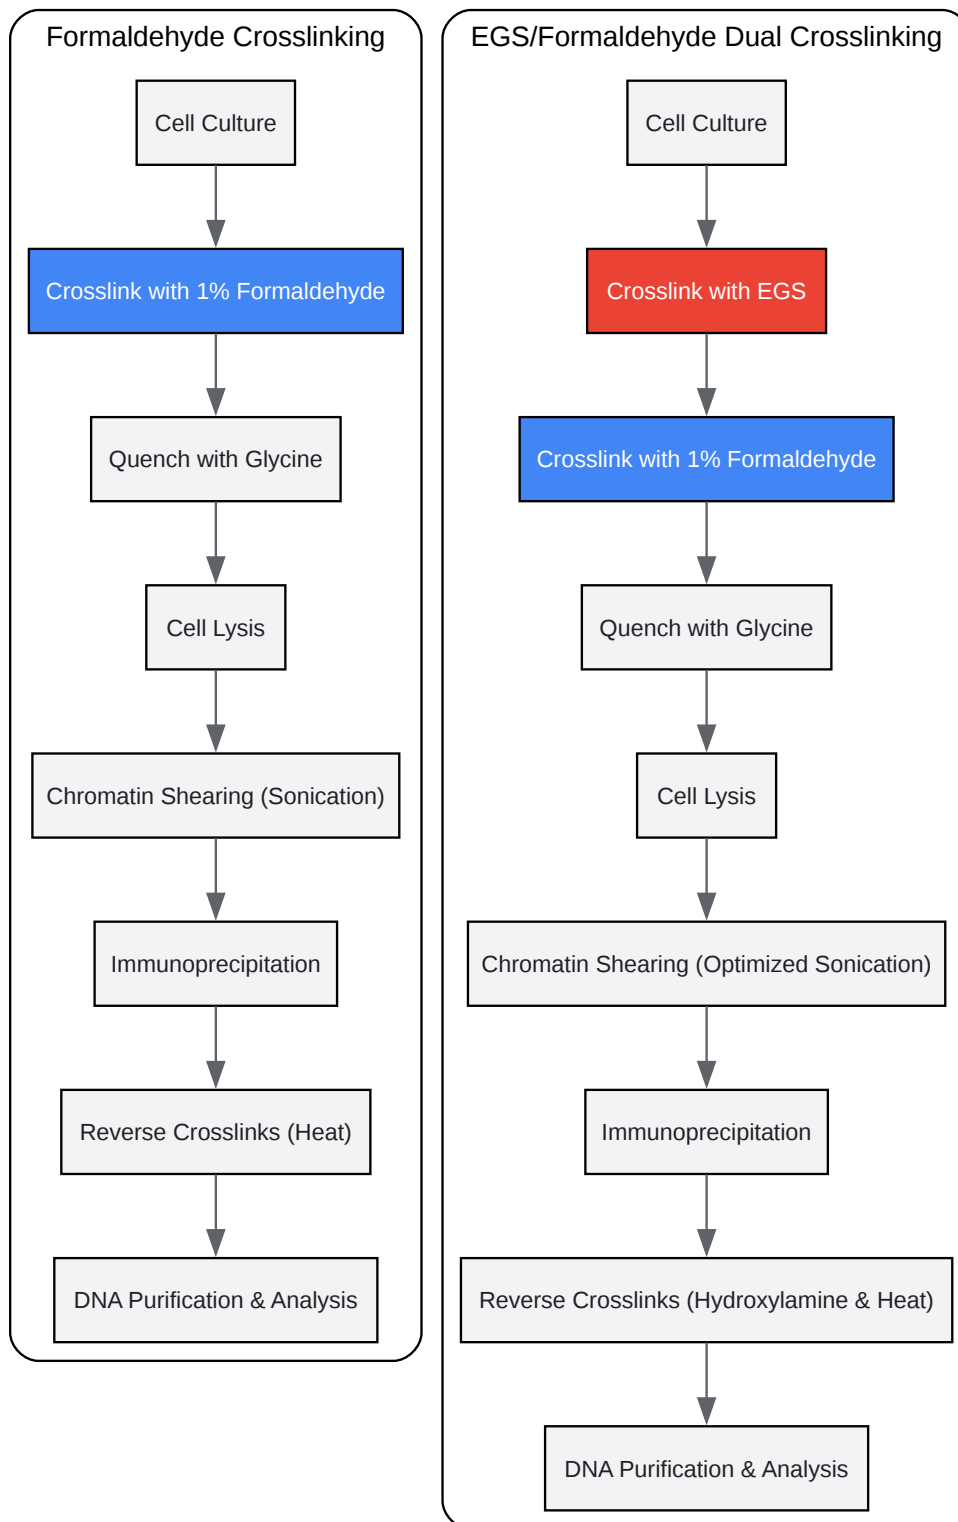 Formaldehyde Crosslinking
Cell Culture
Crosslink with 1% Formaldehyde
Quench with Glycine
Cell Lysis
Chromatin Shearing (Sonication)
Immunoprecipitation
Reverse Crosslinks (Heat)
DNA Purification & Analysis
EGS/Formaldehyde Dual Crosslinking
Cell Culture
Crosslink with EGS
Crosslink with 1% Formaldehyde
Quench with Glycine
Cell Lysis
Chromatin Shearing (Optimized Sonication)
Immunoprecipitation
Reverse Crosslinks (Hydroxylamine & Heat)
DNA Purification & Analysis